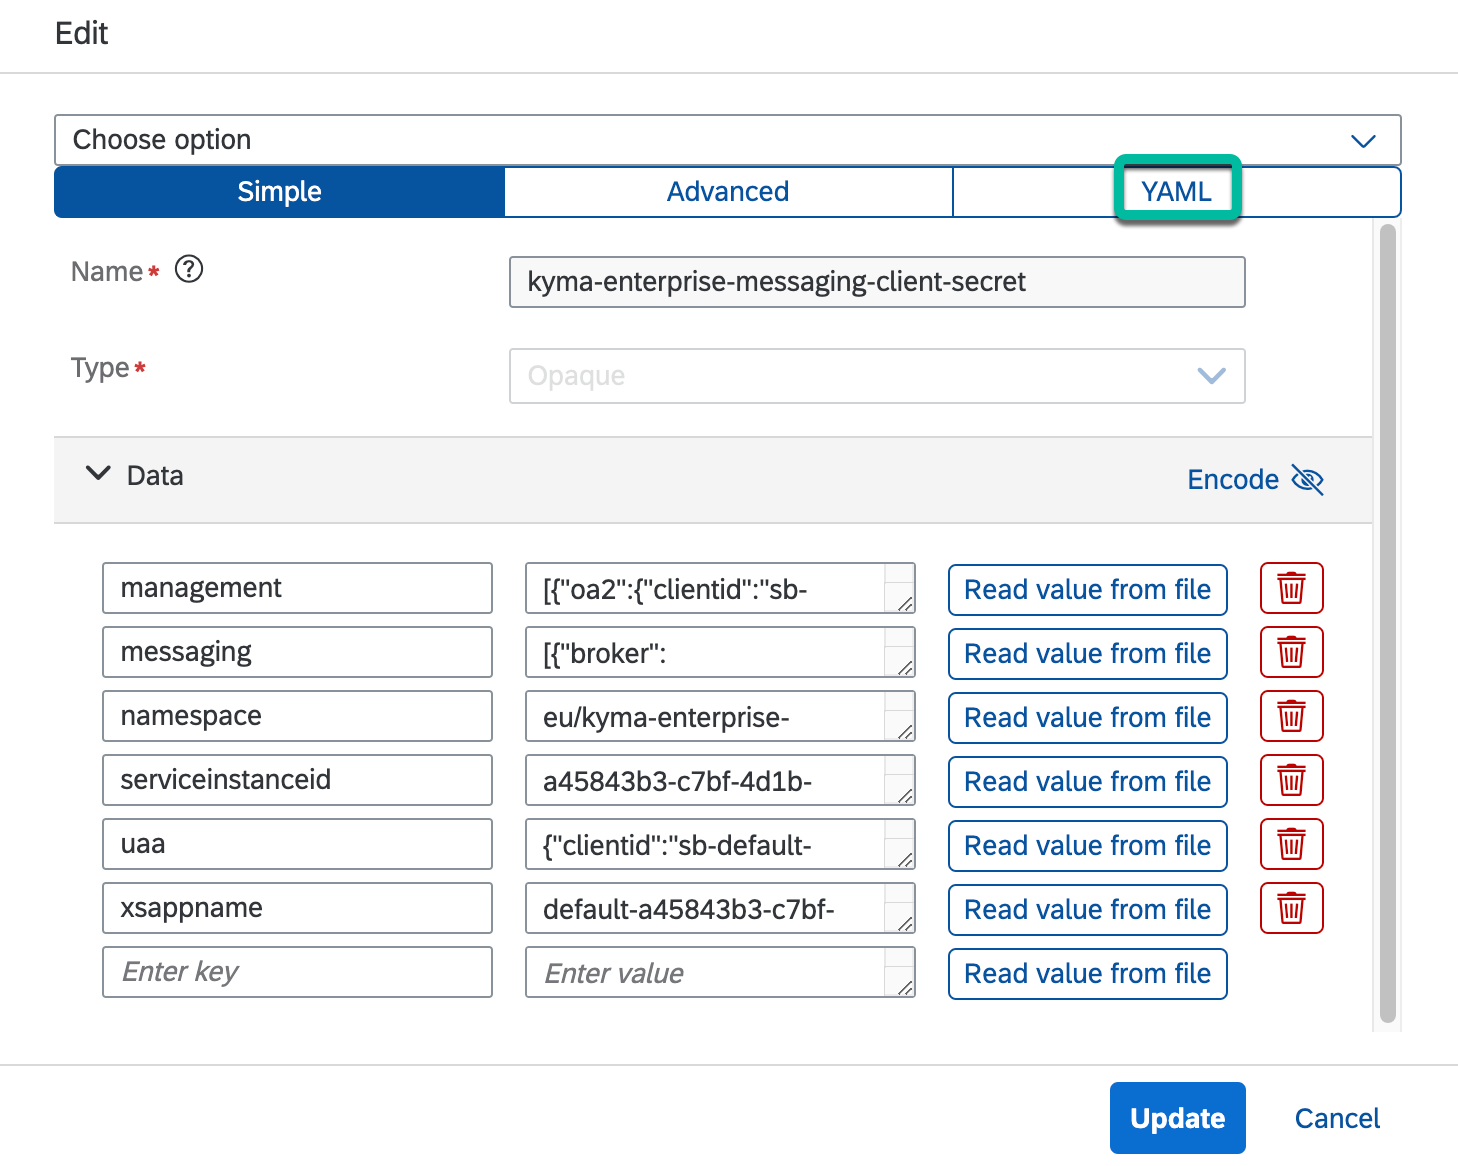 Edit
Choose option
Simple Advanced YAML
Name* ?
kyma-enterprise-messaging-client-secret
Type*
Opaque
Data Encode
management [{"oa2":{"clientid":"sb- Read value from file
messaging [{"broker": Read value from file
namespace eu/kyma-enterprise- Read value from file
serviceinstanceid a45843b3-c7bf-4d1b- Read value from file
uaa {"clientid":"sb-default- Read value from file
xsappname default-a45843b3-c7bf- Read value from file
Enter key Enter value Read value from file
Update Cancel